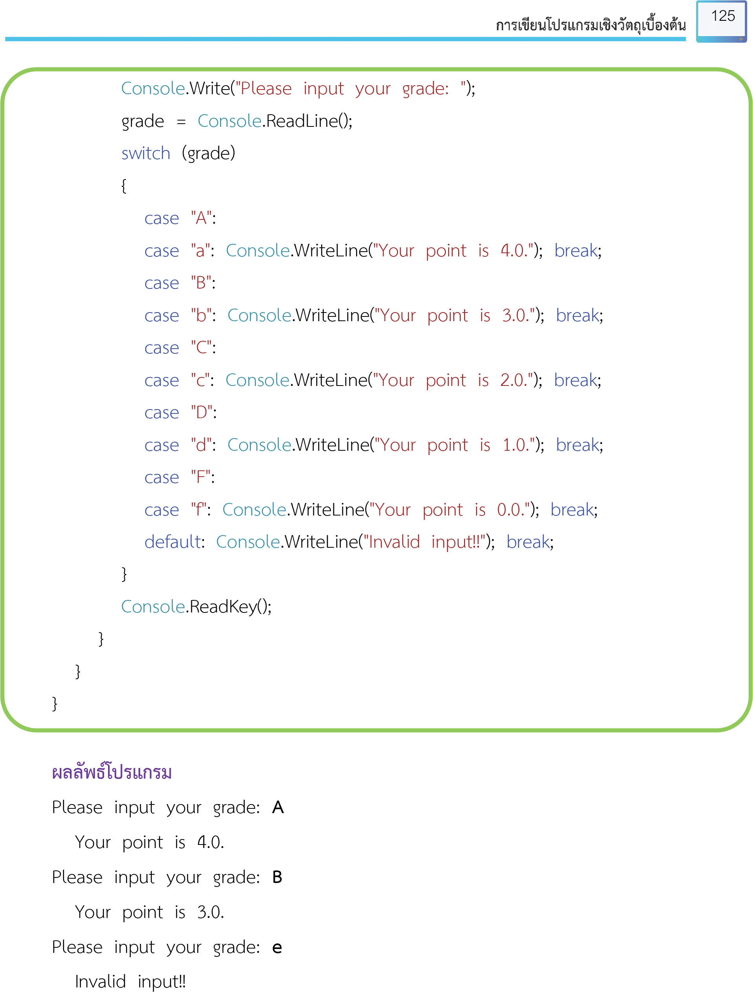 การเขียนโปรแกรมเชิงวัตถุเบื้องต้น 125
Console.Write("Please input your grade: ");
grade = Console.ReadLine();
switch (grade)
{
case "A":
case "a": Console.WriteLine("Your point is 4.0."); break;
case "B":
case "b": Console.WriteLine("Your point is 3.0."); break;
case "C":
case "c": Console.WriteLine("Your point is 2.0."); break;
case "D":
case "d": Console.WriteLine("Your point is 1.0."); break;
case "F":
case "f": Console.WriteLine("Your point is 0.0."); break;
default: Console.WriteLine("Invalid input!!"); break;
}
Console.ReadKey();
}
}
}
ผลลัพธ์โปรแกรม
Please input your grade: A
Your point is 4.0.
Please input your grade: B
Your point is 3.0.
Please input your grade: e
Invalid input!!